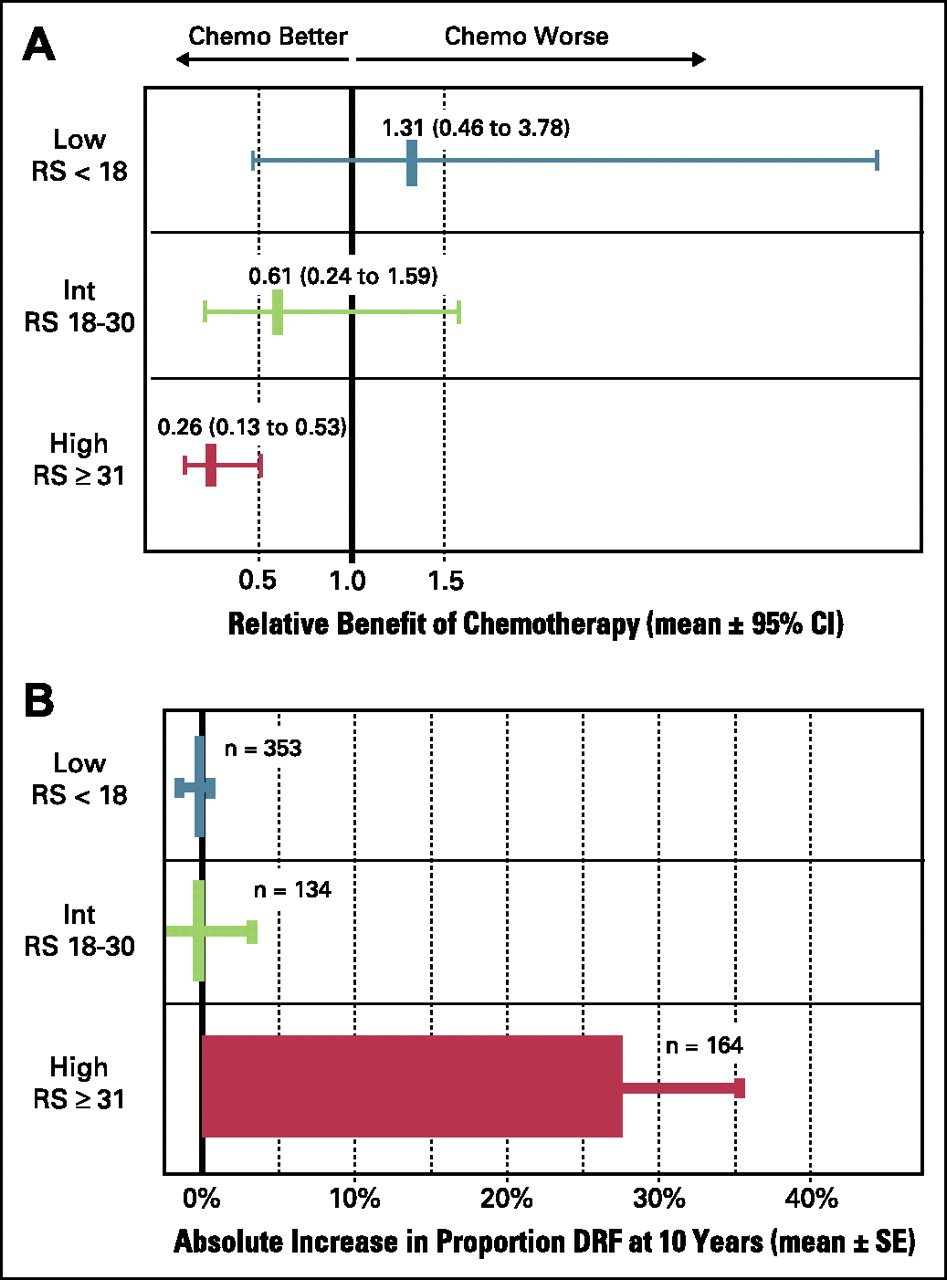 A
Chemo Better
Chemo Worse
Low
RS < 18
1.31 (0.46 to 3.78)
Int
RS 18-30
0.61 (0.24 to 1.59)
High
RS ≥ 31
0.26 (0.13 to 0.53)
0.5
1.0
1.5
Relative Benefit of Chemotherapy (mean ± 95% CI)
B
Low
RS < 18
n = 353
Int
RS 18-30
n = 134
High
RS ≥ 31
n = 164
0%
10%
20%
30%
40%
Absolute Increase in Proportion DRF at 10 Years (mean ± SE)